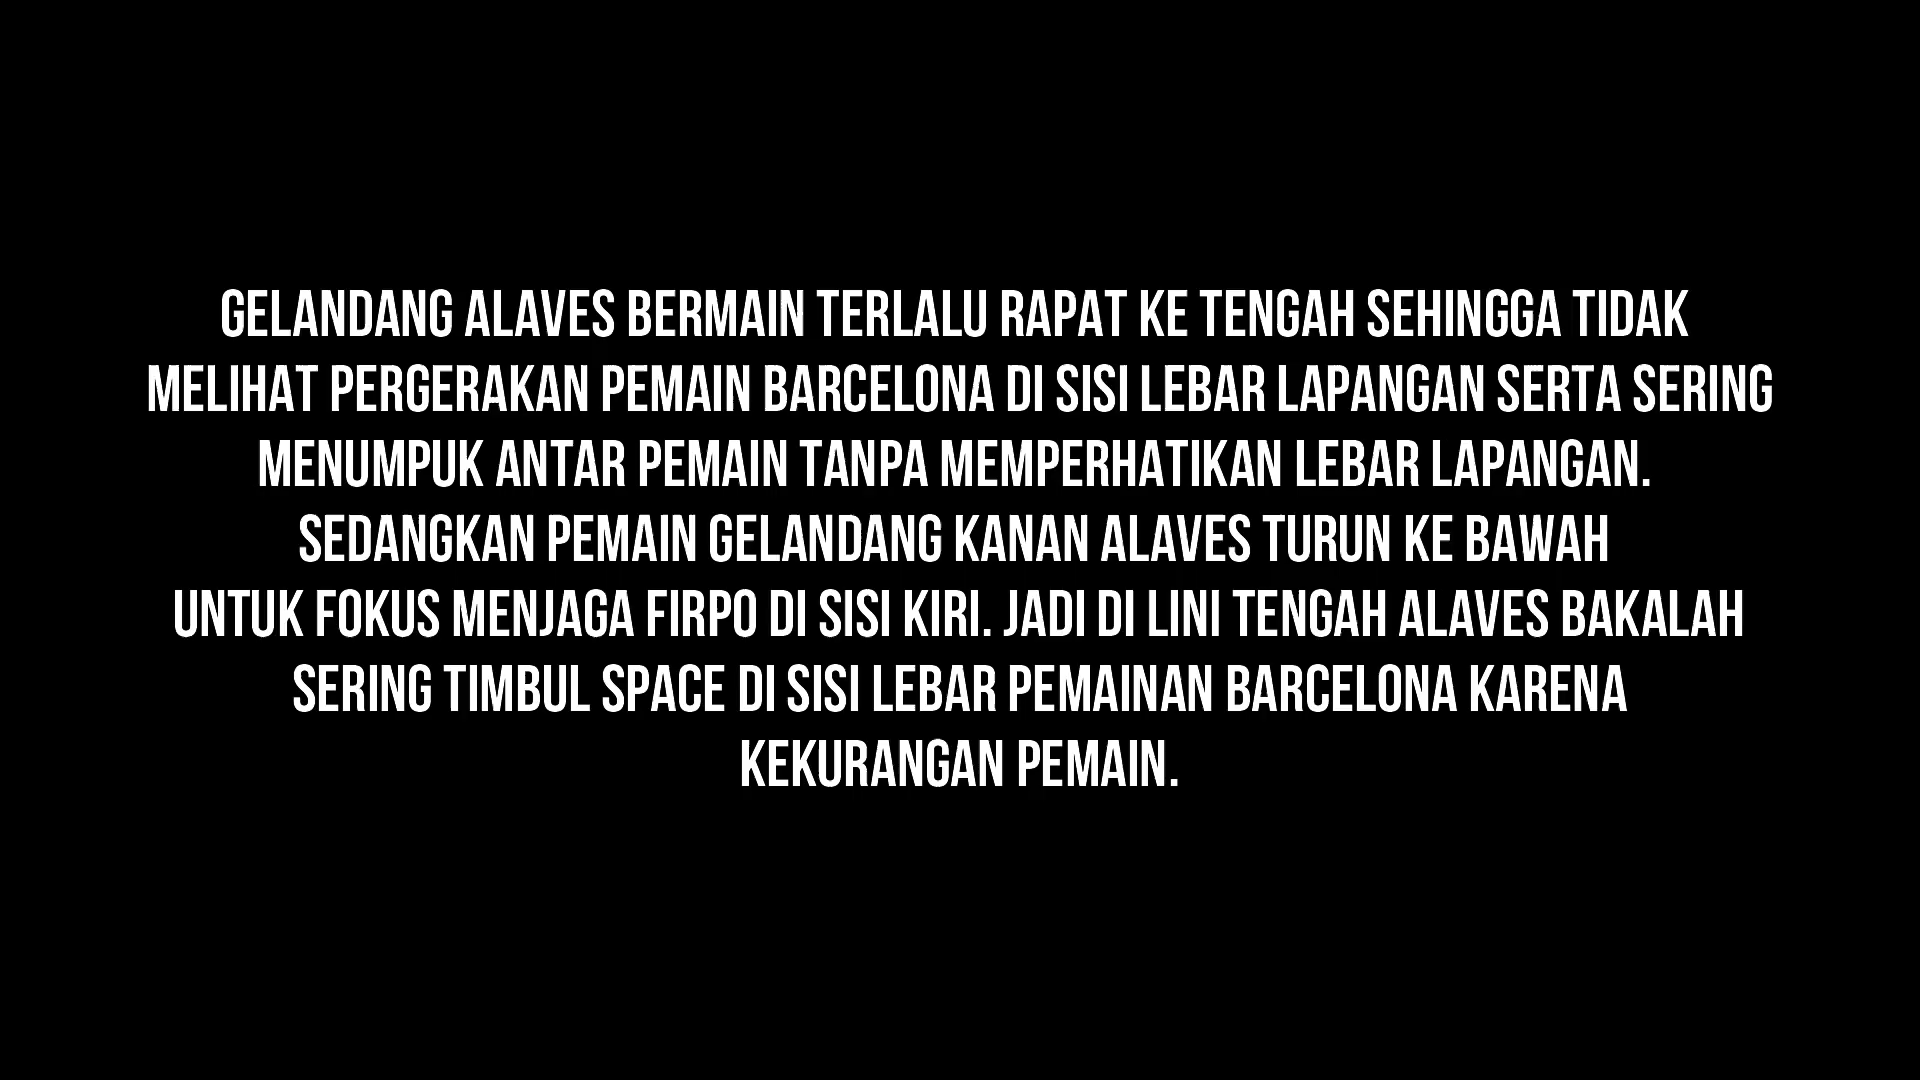 GELANDANG ALAVES BERMAIN TERLALU RAPAT KE TENGAH SEHINGGA TIDAK
MELIHAT PERGERAKAN PEMAIN BARCELONA DI SISI LEBAR LAPANGAN SERTA SERING
MENUMPUK ANTAR PEMAIN TANPA MEMPERHATIKAN LEBAR LAPANGAN.
SEDANGKAN PEMAIN GELANDANG KANAN ALAVES TURUN KE BAWAH
UNTUK FOKUS MENJAGA FIRPO DI SISI KIRI. JADI DI LINI TENGAH ALAVES BAKALAH
SERING TIMBUL SPACE DI SISI LEBAR PEMAINAN BARCELONA KARENA
KEKURANGAN PEMAIN.